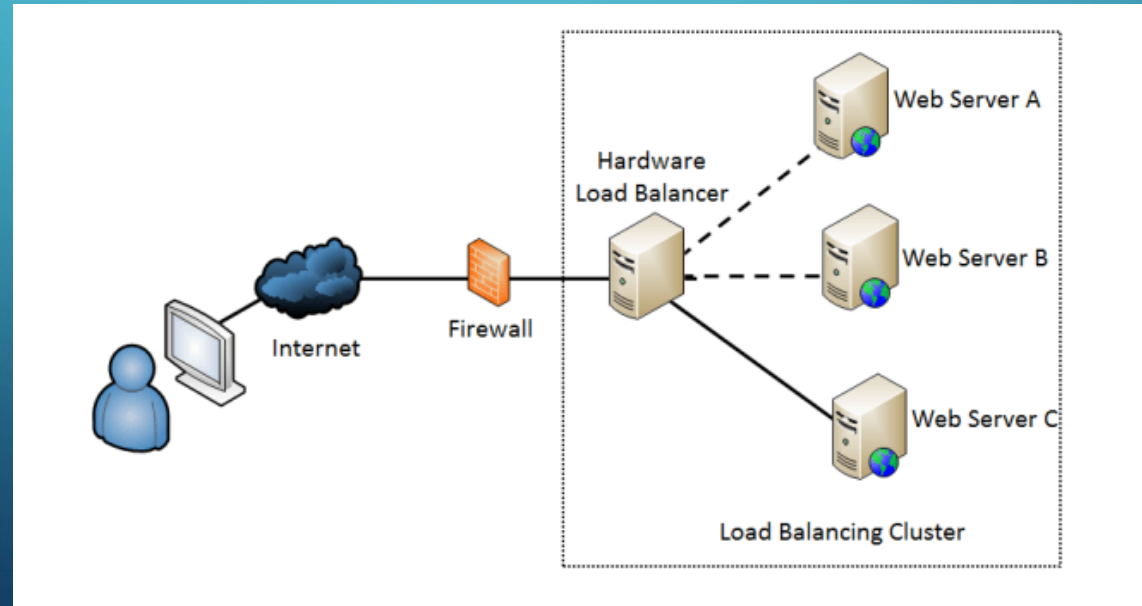 Web Server A
Hardware
Load Balancer
Web Server B
Internet
Firewall
Web Server C
Load Balancing Cluster